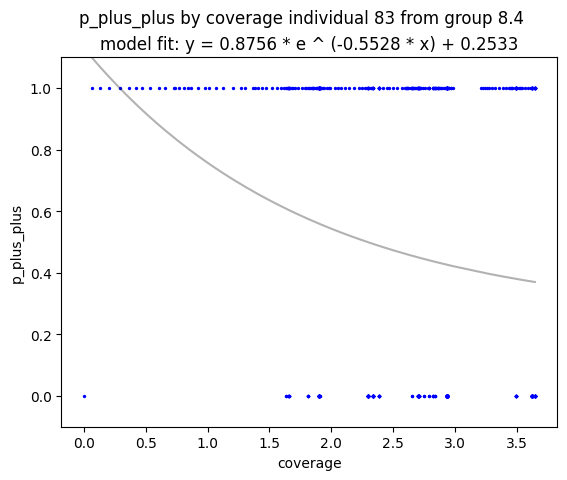 p_plus_plus by coverage individual 83 from group 8.4
model fit: y = 0.8756 * e ^ (-0.5528 * x) + 0.2533
1.0
0.8
0.6
0.4
0.2
0.0
p_plus_plus
0.0 0.5 1.0 1.5 2.0 2.5 3.0 3.5
coverage